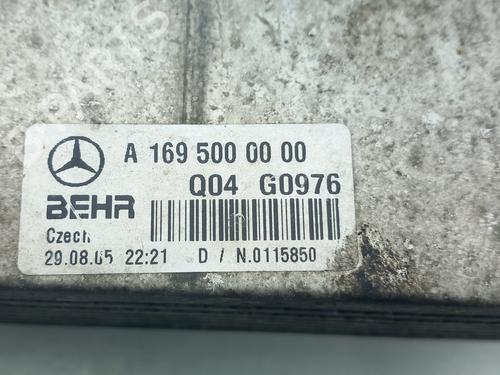 A 169 500 00 00
Q04 G0976
BEHR
Czech
29.08.05 22:21 D / N.0115850